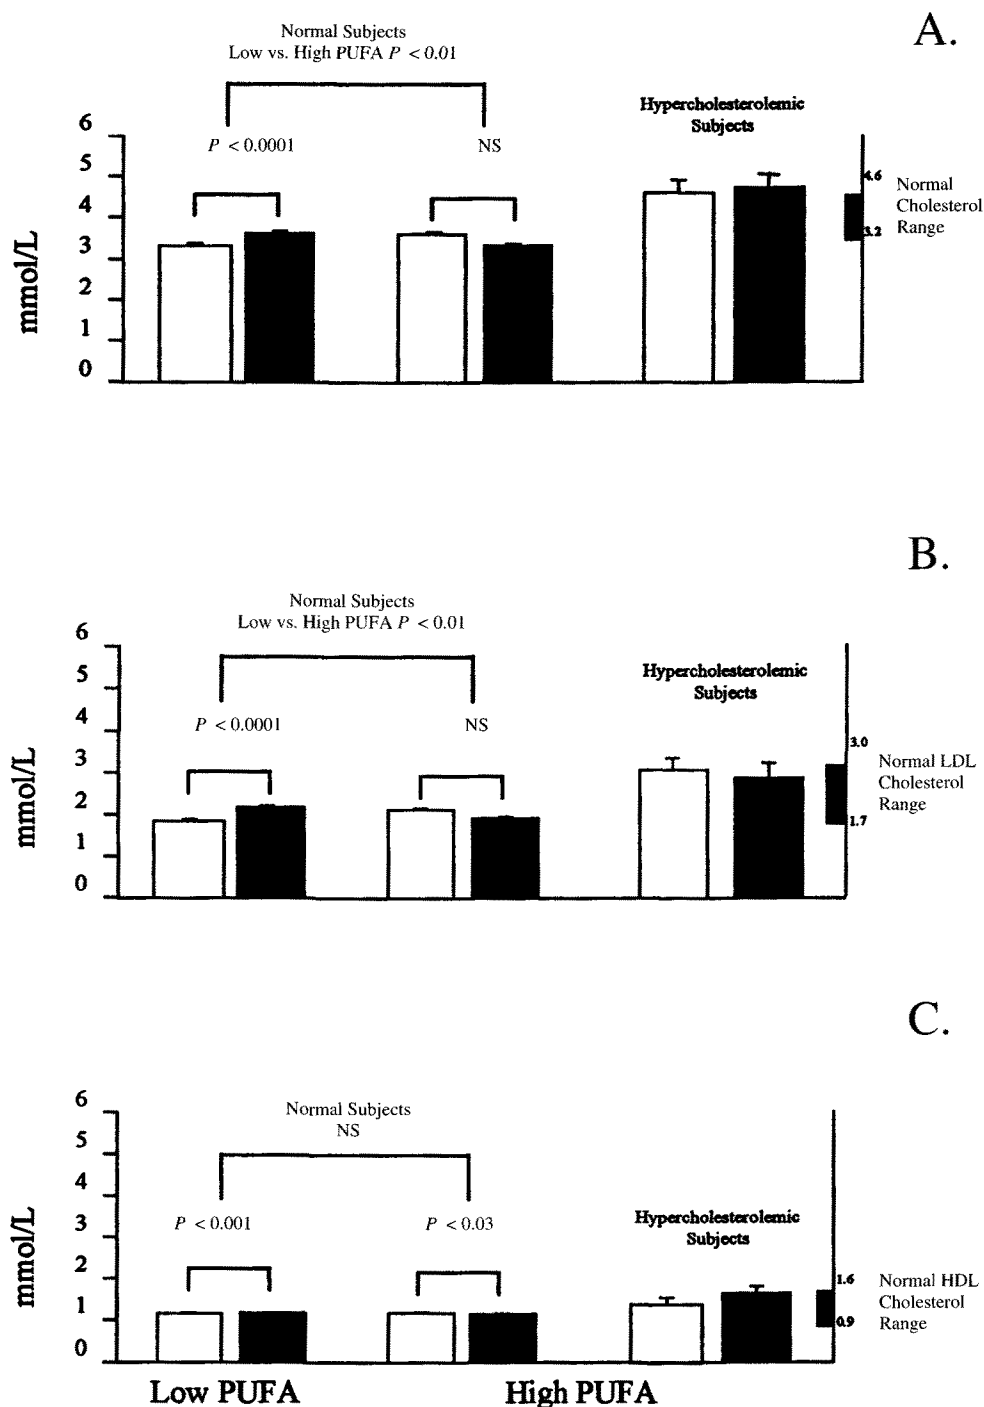 A.
Normal Subjects
Low vs. High PUFA P < 0.01
Hypercholesterolemic
Subjects
P < 0.0001
NS
6
5
4
3
2
1
0
mmol/L
4.6
3.2
Normal
Cholesterol
Range
B.
Normal Subjects
Low vs. High PUFA P < 0.01
Hypercholesterolemic
Subjects
P < 0.0001
NS
6
5
4
3
2
1
0
mmol/L
3.0
1.7
Normal LDL
Cholesterol
Range
C.
Normal Subjects
NS
P < 0.001
P < 0.03
Hypercholesterolemic
Subjects
6
5
4
3
2
1
0
mmol/L
1.6
0.9
Normal HDL
Cholesterol
Range
Low PUFA
High PUFA